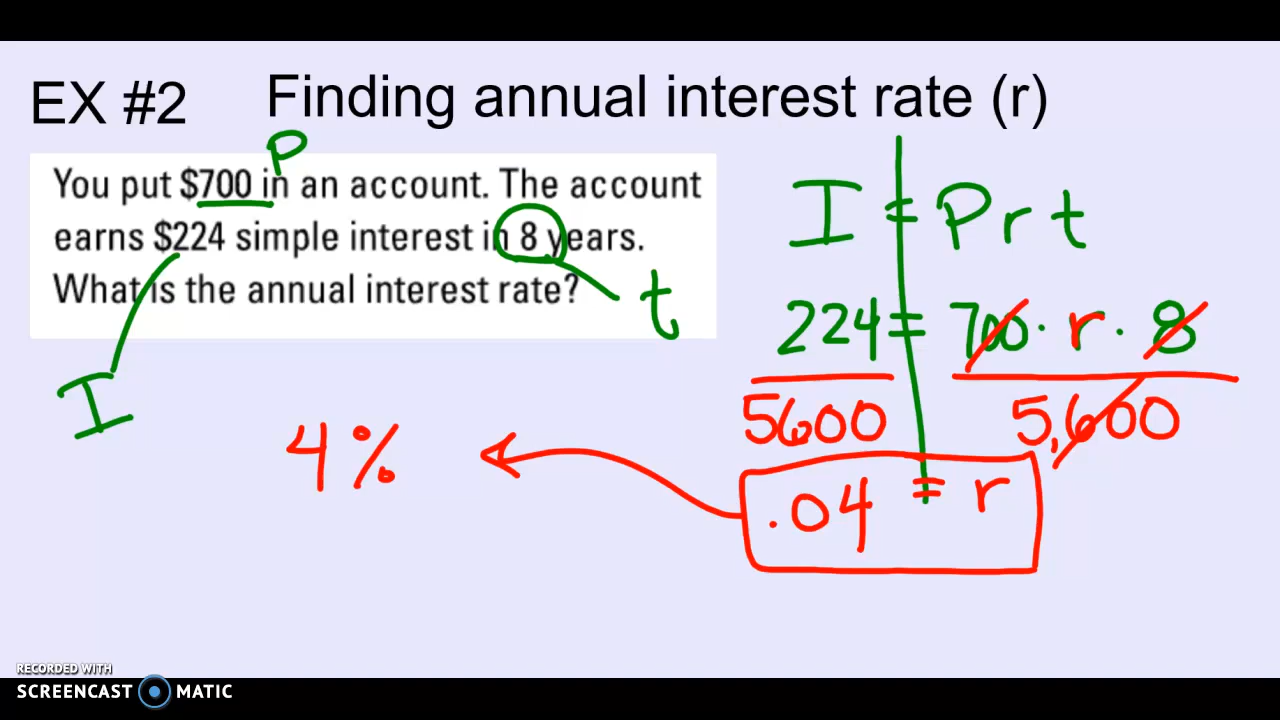 EX #2 Finding annual interest rate (r)
P
You put $700 in an account. The account
earns $224 simple interest in 8 years.
What is the annual interest rate?
t
I
I = P r t
224 = 700 · r · 8
5600 5,600
.04 = r
4%
RECORDED WITH
SCREENCAST MATIC